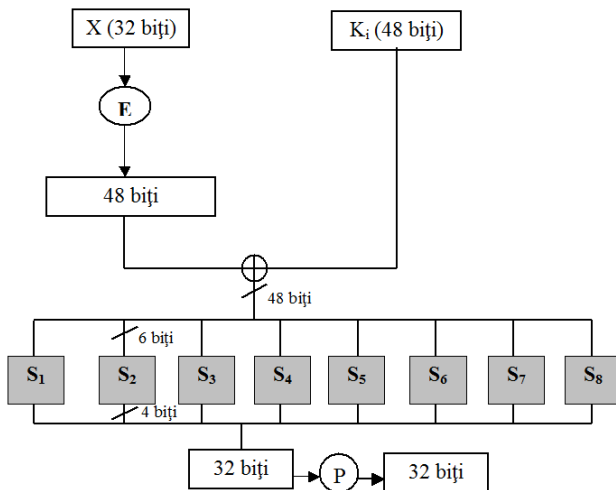 X (32 biţi)
Ki (48 biţi)
E
48 biţi
48 biţi
6 biţi
S1 S2 S3 S4 S5 S6 S7 S8
4 biţi
32 biţi
P
32 biţi